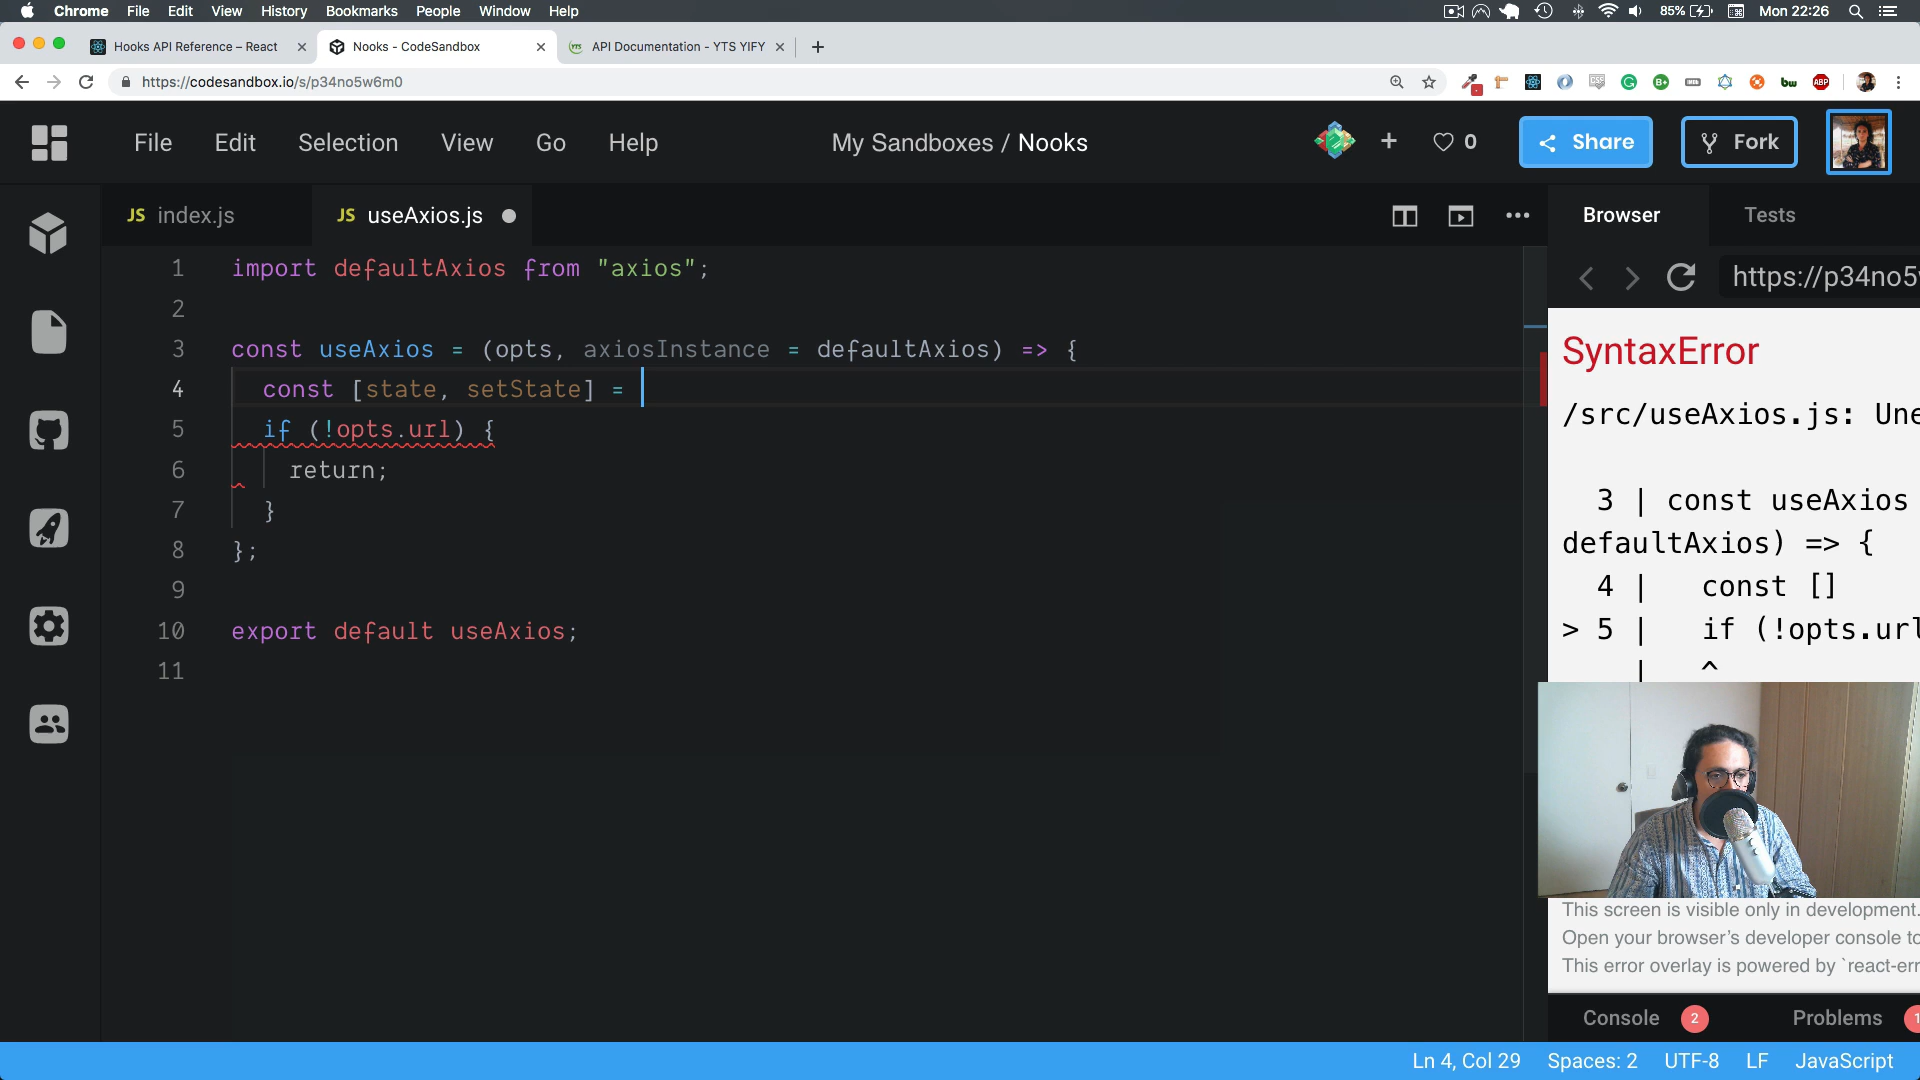 Chrome File Edit View History Bookmarks People Window Help
85% Mon 22:26
Hooks API Reference – React
Nooks - CodeSandbox
API Documentation - YTS YIFY
https://codesandbox.io/s/p34no5w6m0
File Edit Selection View Go Help
My Sandboxes / Nooks
0
Share
Fork
JS index.js
JS useAxios.js
Browser
Tests
https://p34no5
1 import defaultAxios from "axios";
2
3 const useAxios = (opts, axiosInstance = defaultAxios) => {
4 const [state, setState] =
5 if (!opts.url) {
6 return;
7 }
8 };
9
10 export default useAxios;
11
SyntaxError
/src/useAxios.js: Une
3 | const useAxios
defaultAxios) => {
4 | const []
> 5 | if (!opts.url
| ^
This screen is visible only in development.
Open your browser’s developer console to
This error overlay is powered by `react-err
Console 2
Problems 1
Ln 4, Col 29 Spaces: 2 UTF-8 LF JavaScript